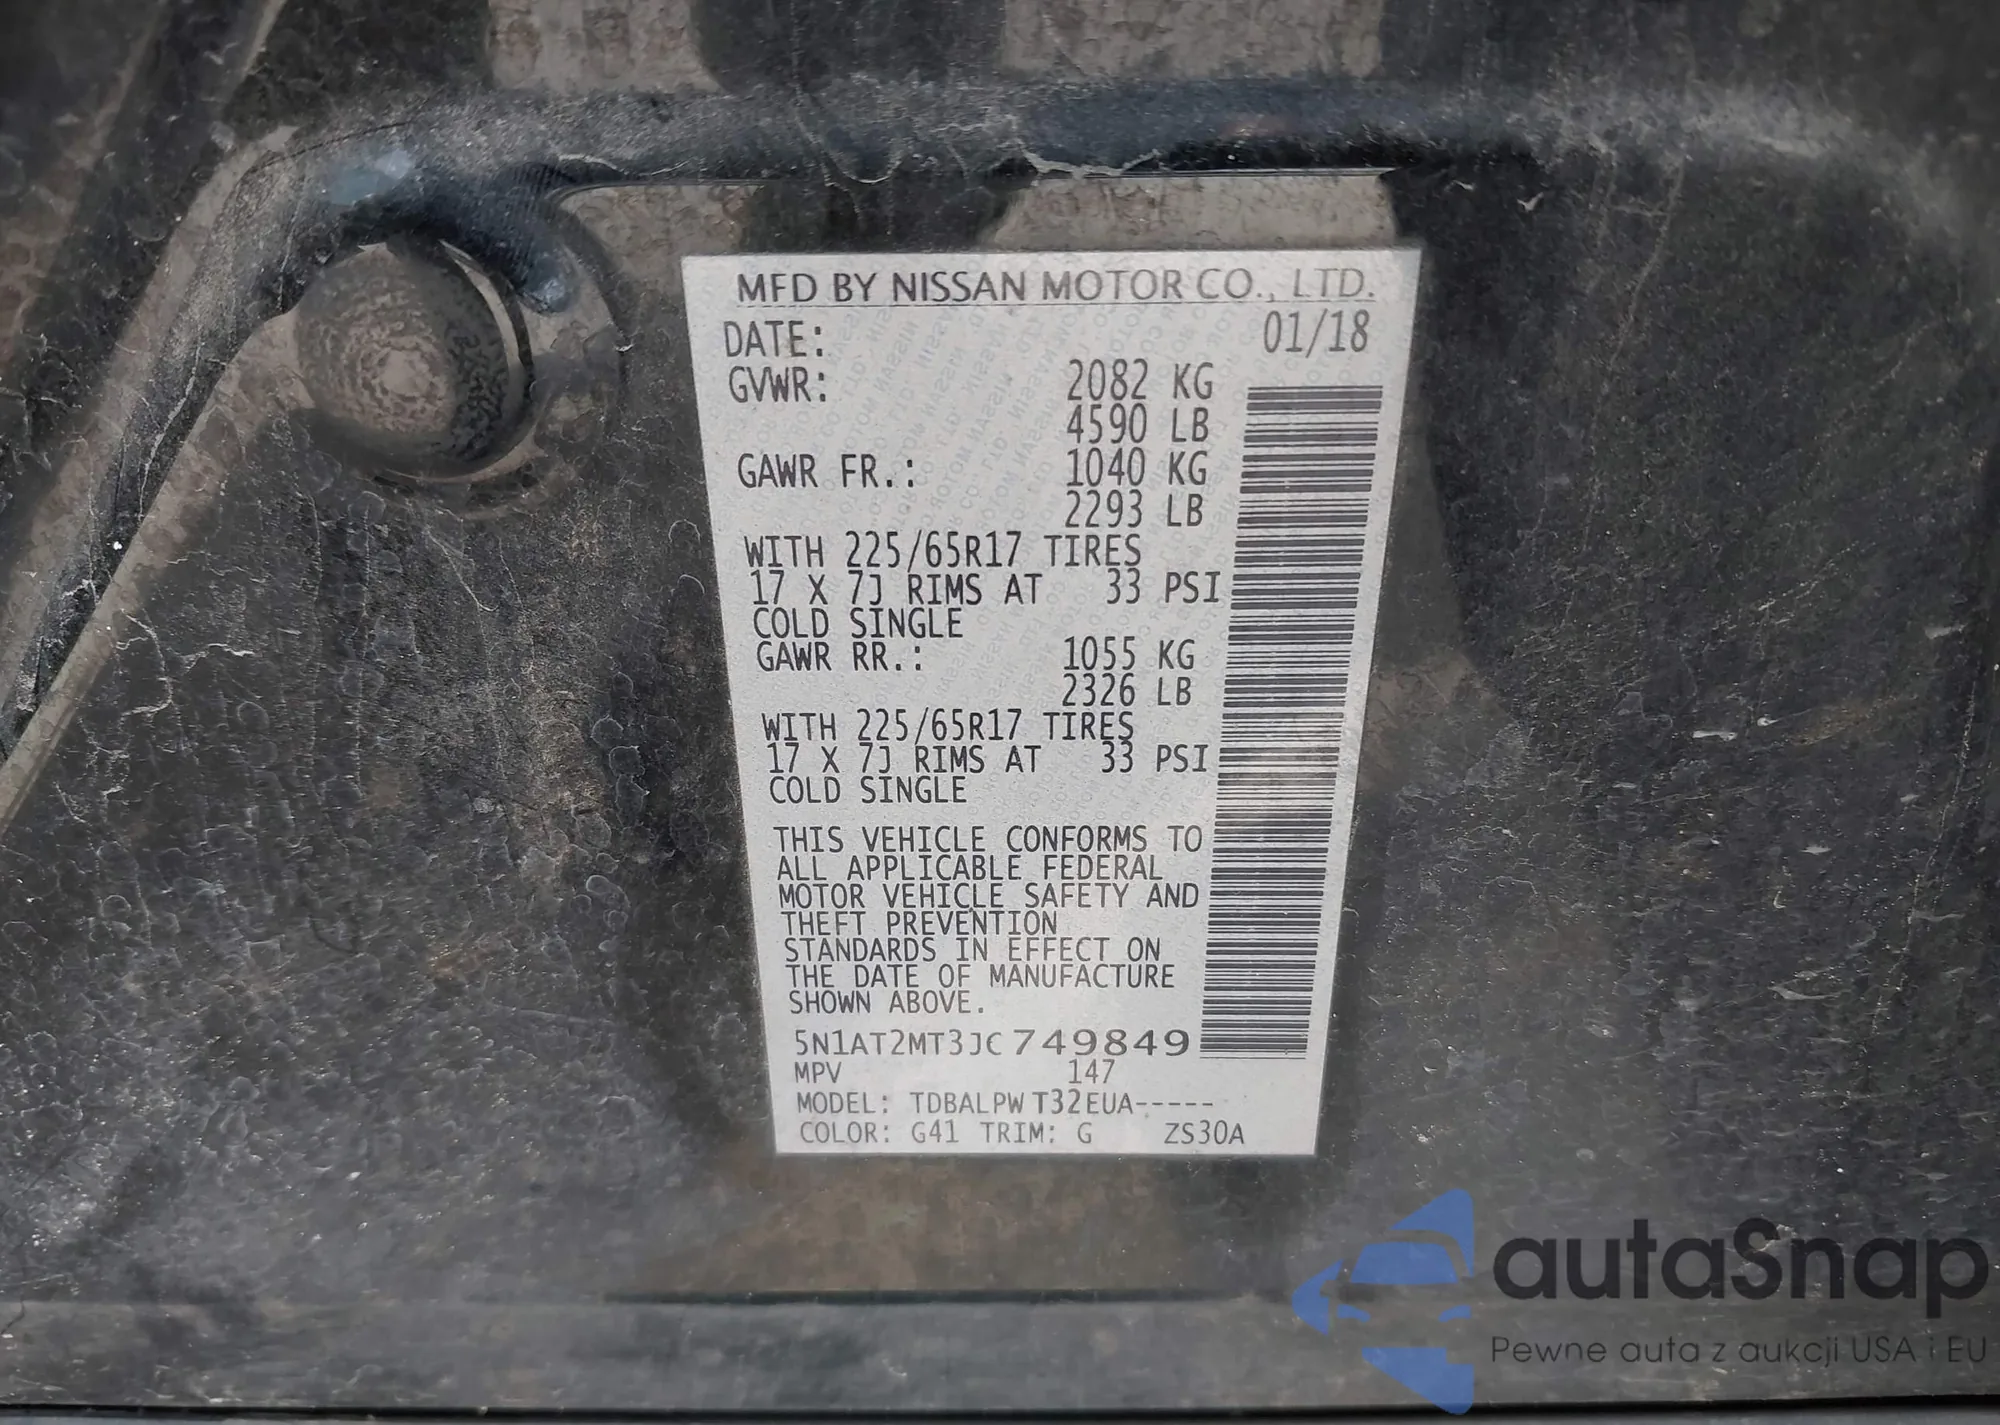 MFD BY NISSAN MOTOR CO., LTD.
DATE: 01/18
GVWR: 2082 KG
4590 LB
GAWR FR.: 1040 KG
2293 LB
WITH 225/65R17 TIRES
17 X 7J RIMS AT 33 PSI
COLD SINGLE
GAWR RR.: 1055 KG
2326 LB
WITH 225/65R17 TIRES
17 X 7J RIMS AT 33 PSI
COLD SINGLE
THIS VEHICLE CONFORMS TO
ALL APPLICABLE FEDERAL
MOTOR VEHICLE SAFETY AND
THEFT PREVENTION
STANDARDS IN EFFECT ON
THE DATE OF MANUFACTURE
SHOWN ABOVE.
5N1AT2MT3JC749849
MPV 147
MODEL: TDBALPW T32EUA-----
COLOR: G41 TRIM: G ZS30A
autaSnap
Pewne auta z aukcji USA i EU